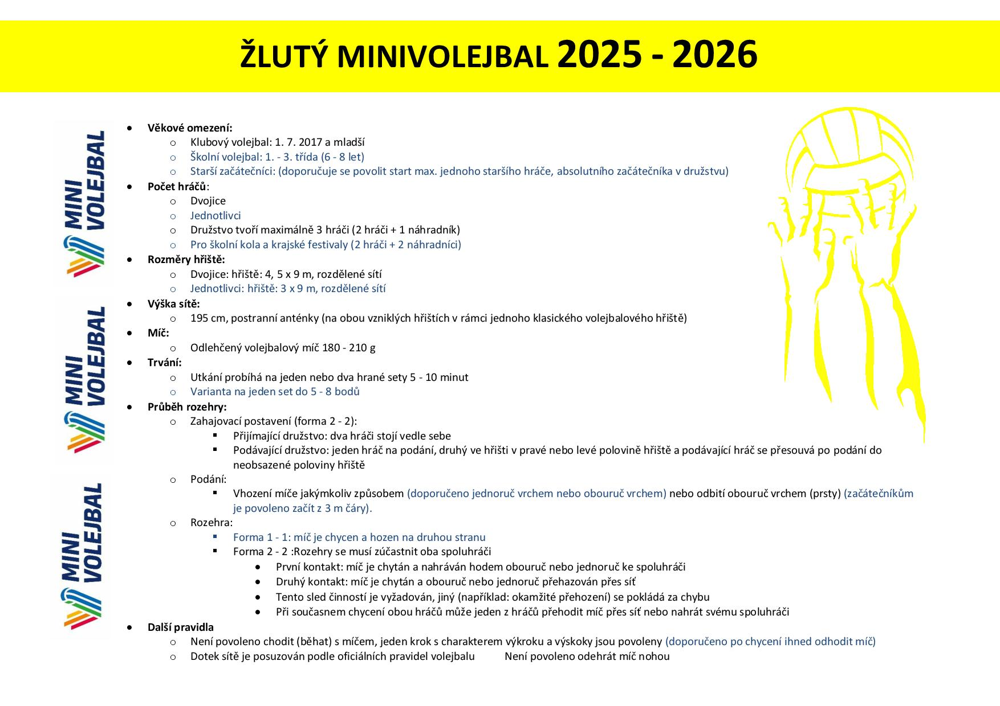 ŽLUTÝ MINIVOLEJBAL 2025 - 2026
MINI
VOLEJBAL
MINI
VOLEJBAL
MINI
VOLEJBAL
• Věkové omezení:
o Klubový volejbal: 1. 7. 2017 a mladší
o Školní volejbal: 1. - 3. třída (6 - 8 let)
o Starší začátečníci: (doporučuje se povolit start max. jednoho staršího hráče, absolutního začátečníka v družstvu)
• Počet hráčů:
o Dvojice
o Jednotlivci
o Družstvo tvoří maximálně 3 hráči (2 hráči + 1 náhradník)
o Pro školní kola a krajské festivaly (2 hráči + 2 náhradníci)
• Rozměry hřiště:
o Dvojice: hřiště: 4, 5 x 9 m, rozdělené sítí
o Jednotlivci: hřiště: 3 x 9 m, rozdělené sítí
• Výška sítě:
o 195 cm, postranní anténky (na obou vzniklých hřištích v rámci jednoho klasického volejbalového hřiště)
• Míč:
o Odlehčený volejbalový míč 180 - 210 g
• Trvání:
o Utkání probíhá na jeden nebo dva hrané sety 5 - 10 minut
o Varianta na jeden set do 5 - 8 bodů
• Průběh rozehry:
o Zahajovací postavení (forma 2 - 2):
▪ Přijímající družstvo: dva hráči stojí vedle sebe
▪ Podávající družstvo: jeden hráč na podání, druhý ve hřišti v pravé nebo levé polovině hřiště a podávající hráč se přesouvá po podání do
neobsazené poloviny hřiště
o Podání:
▪ Vhození míče jakýmkoliv způsobem (doporučeno jednoruč vrchem nebo obouruč vrchem) nebo odbití obouruč vrchem (prsty) (začátečníkům
je povoleno začít z 3 m čáry).
o Rozehra:
▪ Forma 1 - 1: míč je chycen a hozen na druhou stranu
▪ Forma 2 - 2 :Rozehry se musí zúčastnit oba spoluhráči
• První kontakt: míč je chytán a nahráván hodem obouruč nebo jednoruč ke spoluhráči
• Druhý kontakt: míč je chytán a obouruč nebo jednoruč přehazován přes síť
• Tento sled činností je vyžadován, jiný (například: okamžité přehození) se pokládá za chybu
• Při současnem chycení obou hráčů může jeden z hráčů přehodit míč přes síť nebo nahrát svému spoluhráči
• Další pravidla
o Není povoleno chodit (běhat) s míčem, jeden krok s charakterem výkroku a výskoky jsou povoleny (doporučeno po chycení ihned odhodit míč)
o Dotek sítě je posuzován podle oficiálních pravidel volejbalu Není povoleno odehrát míč nohou